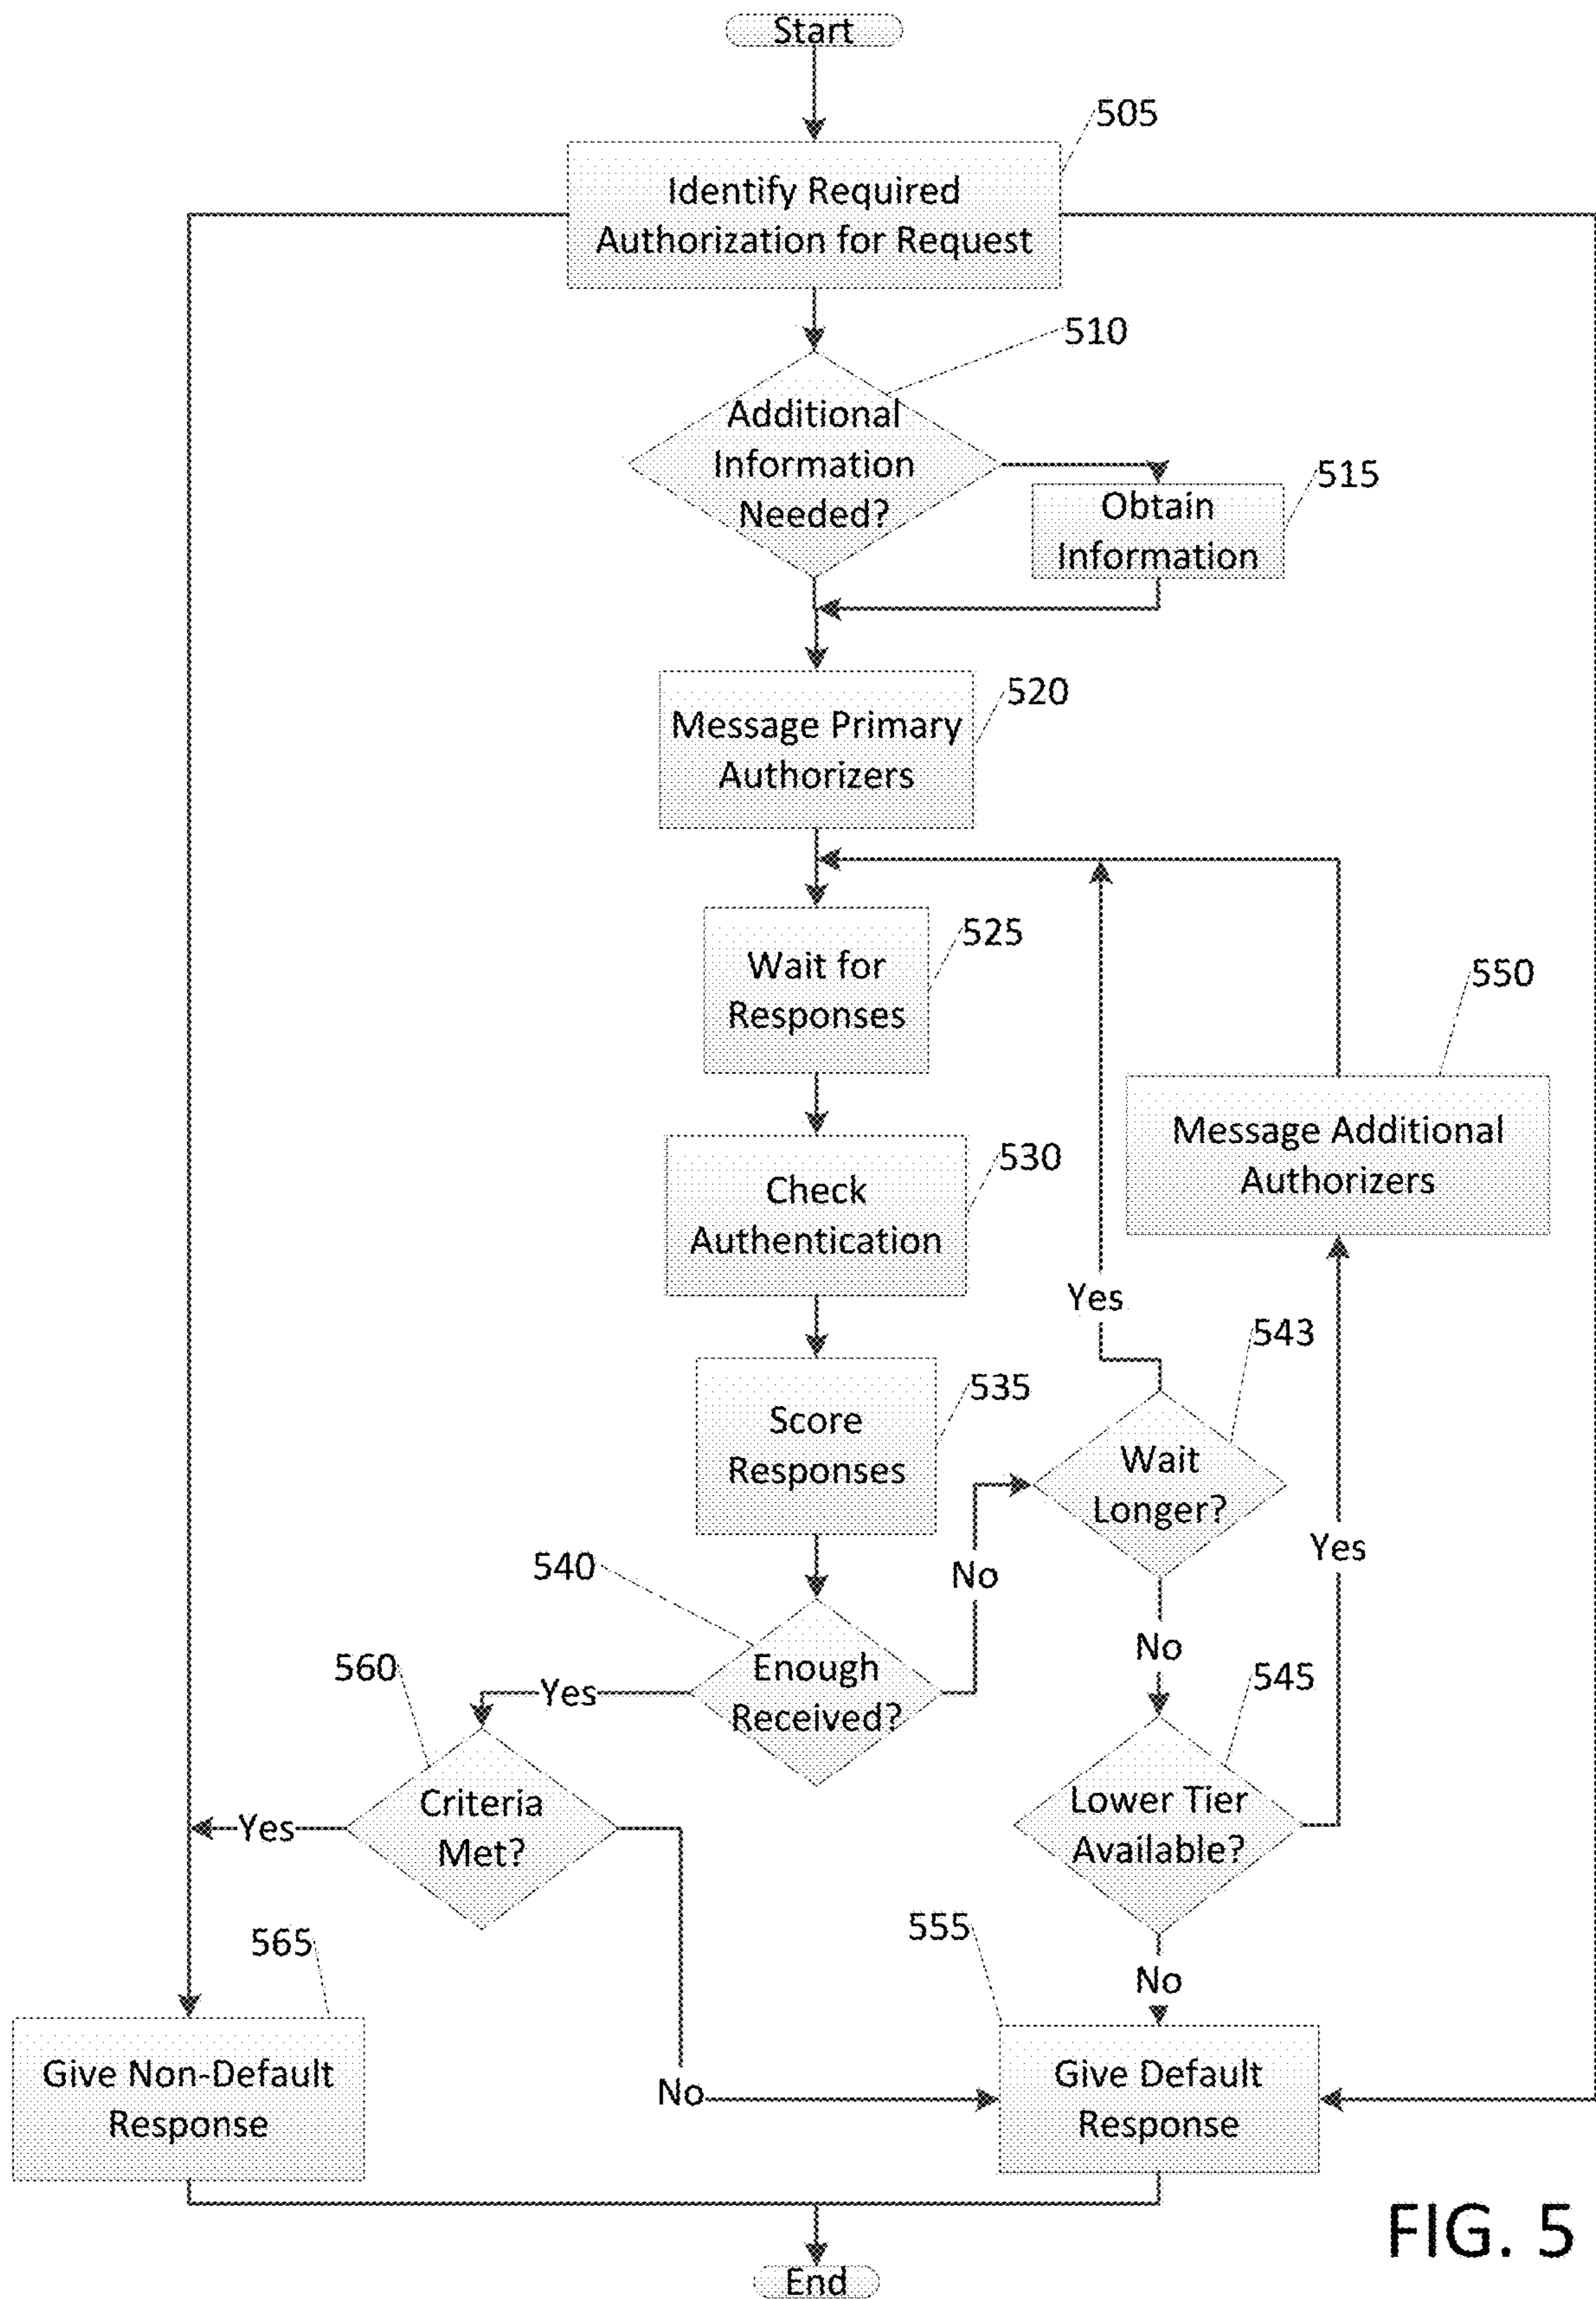 Start
505
Identify Required
Authorization for Request
510
Additional
Information
Needed?
515
Obtain
Information
520
Message Primary
Authorizers
525
Wait for
Responses
550
Message Additional
Authorizers
530
Check
Authentication
Yes
543
535
Score
Responses
Wait
Longer?
Yes
540
No
No
Enough
Received?
545
560
Yes
Criteria
Met?
Yes
Lower Tier
Available?
555
565
No
Give Non-Default
Response
No
Give Default
Response
FIG. 5
End